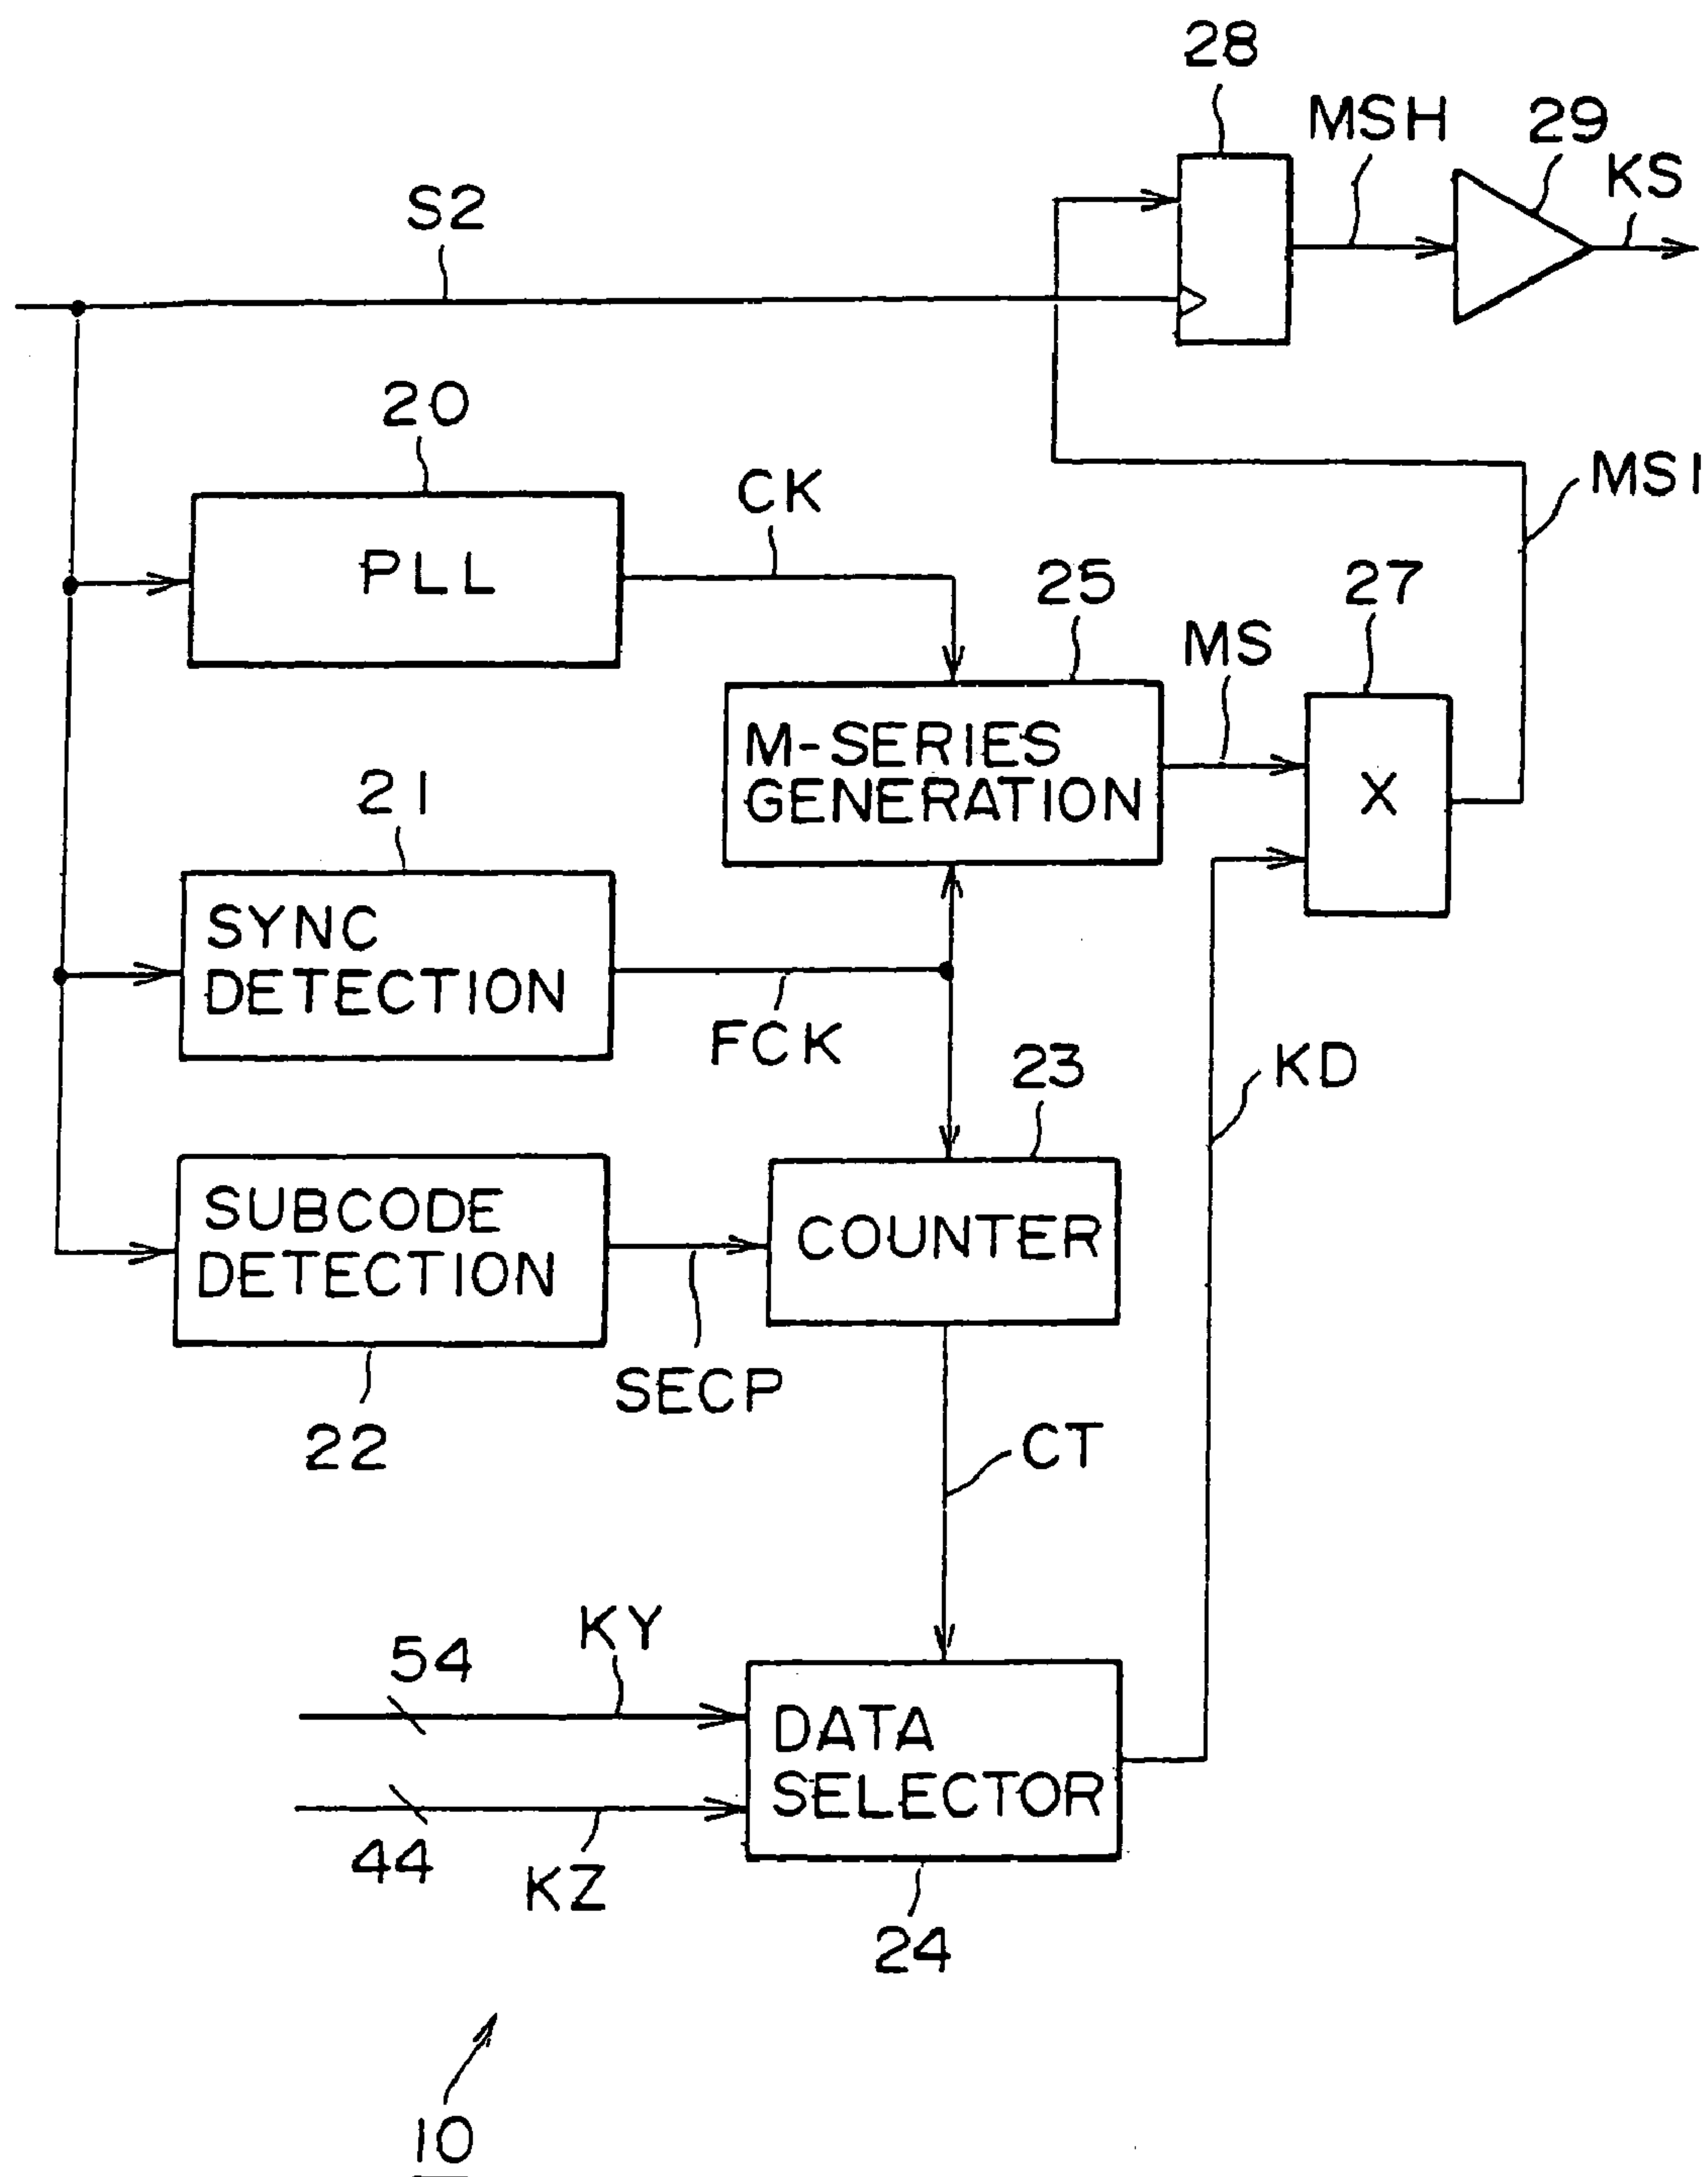 28
MSH
29
KS
S2
20
CK
MS1
PLL
25
27
MS
M-SERIES
GENERATION
X
21
SYNC
DETECTION
FCK
23
KD
SUBCODE
DETECTION
COUNTER
SECP
22
CT
KY
54
DATA
SELECTOR
44
KZ
24
10